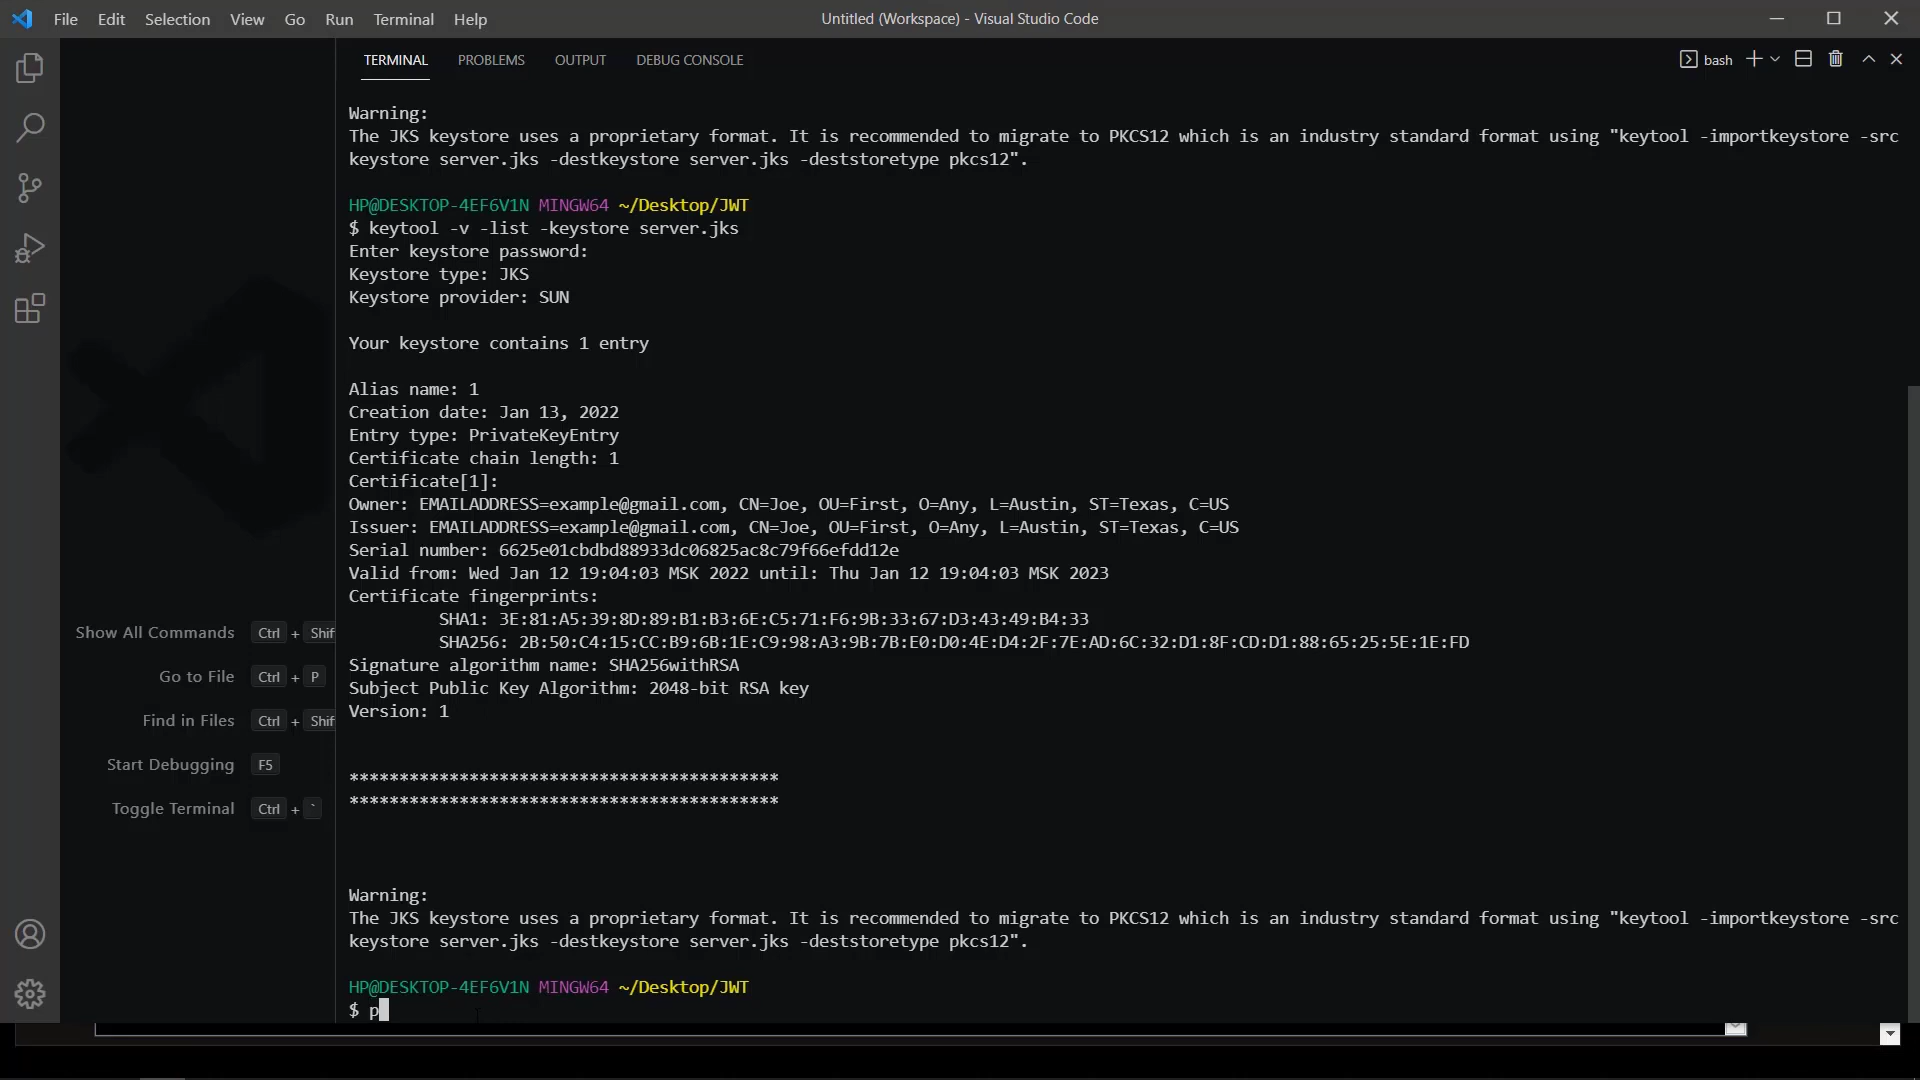 File Edit Selection View Go Run Terminal Help
Untitled (Workspace) - Visual Studio Code
TERMINAL PROBLEMS OUTPUT DEBUG CONSOLE
bash
Warning:
The JKS keystore uses a proprietary format. It is recommended to migrate to PKCS12 which is an industry standard format using "keytool -importkeystore -src
keystore server.jks -destkeystore server.jks -deststoretype pkcs12".
HP@DESKTOP-4EF6V1N MINGW64 ~/Desktop/JWT
$ keytool -v -list -keystore server.jks
Enter keystore password:
Keystore type: JKS
Keystore provider: SUN
Your keystore contains 1 entry
Alias name: 1
Creation date: Jan 13, 2022
Entry type: PrivateKeyEntry
Certificate chain length: 1
Certificate[1]:
Owner: EMAILADDRESS=example@gmail.com, CN=Joe, OU=First, O=Any, L=Austin, ST=Texas, C=US
Issuer: EMAILADDRESS=example@gmail.com, CN=Joe, OU=First, O=Any, L=Austin, ST=Texas, C=US
Serial number: 6625e01cbdbd88933dc06825ac8c79f66efdd12e
Valid from: Wed Jan 12 19:04:03 MSK 2022 until: Thu Jan 12 19:04:03 MSK 2023
Certificate fingerprints:
SHA1: 3E:81:A5:39:8D:89:B1:B3:6E:C5:71:F6:9B:33:67:D3:43:49:B4:33
SHA256: 2B:50:C4:15:CC:B9:6B:1E:C9:98:A3:9B:7B:E0:D0:4E:D4:2F:7E:AD:6C:32:D1:8F:CD:D1:88:65:25:5E:1E:FD
Signature algorithm name: SHA256withRSA
Subject Public Key Algorithm: 2048-bit RSA key
Version: 1
*******************************************
*******************************************
Warning:
The JKS keystore uses a proprietary format. It is recommended to migrate to PKCS12 which is an industry standard format using "keytool -importkeystore -src
keystore server.jks -destkeystore server.jks -deststoretype pkcs12".
HP@DESKTOP-4EF6V1N MINGW64 ~/Desktop/JWT
$ p
Show All Commands Ctrl + Shif
Go to File Ctrl + P
Find in Files Ctrl + Shif
Start Debugging F5
Toggle Terminal Ctrl + `